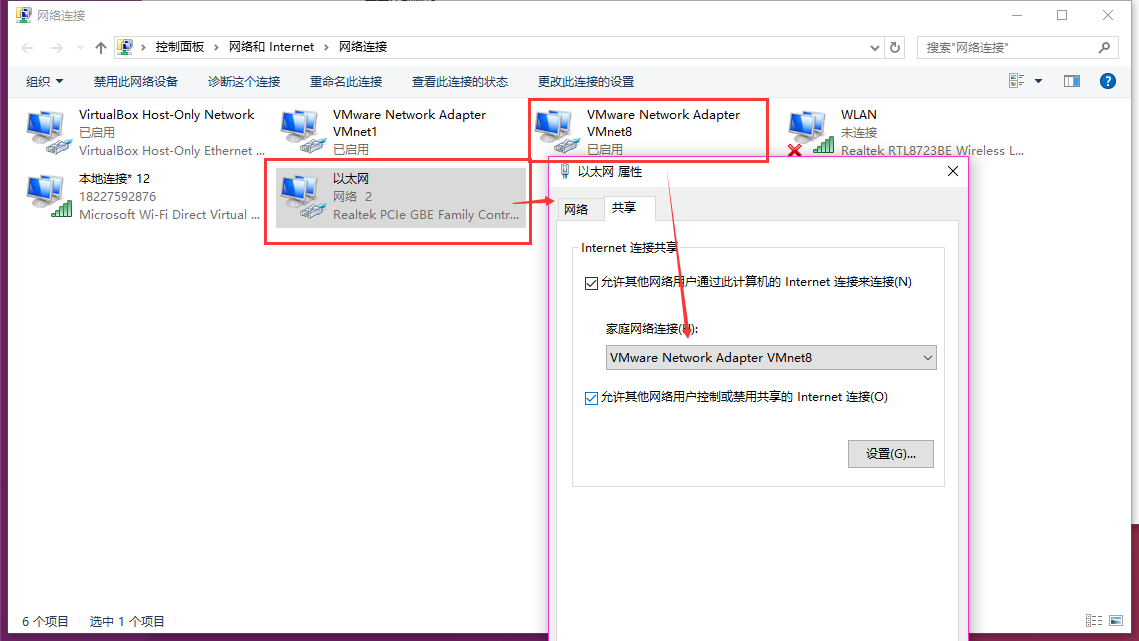 网络连接
控制面板 › 网络和 Internet › 网络连接
搜索"网络连接"
组织 禁用此网络设备 诊断这个连接 重命名此连接 查看此连接的状态 更改此连接的设置
VirtualBox Host-Only Network
已启用
VirtualBox Host-Only Ethernet ...
VMware Network Adapter
VMnet1
已启用
VMware Network Adapter
VMnet8
已启用
WLAN
未连接
Realtek RTL8723BE Wireless L...
本地连接* 12
18227592876
Microsoft Wi-Fi Direct Virtual ...
以太网
网络 2
Realtek PCIe GBE Family Contr...
以太网 属性
网络 共享
Internet 连接共享
允许其他网络用户通过此计算机的 Internet 连接来连接(N)
家庭网络连接(H):
VMware Network Adapter VMnet8
允许其他网络用户控制或禁用共享的 Internet 连接(O)
设置(G)...
6 个项目 选中 1 个项目